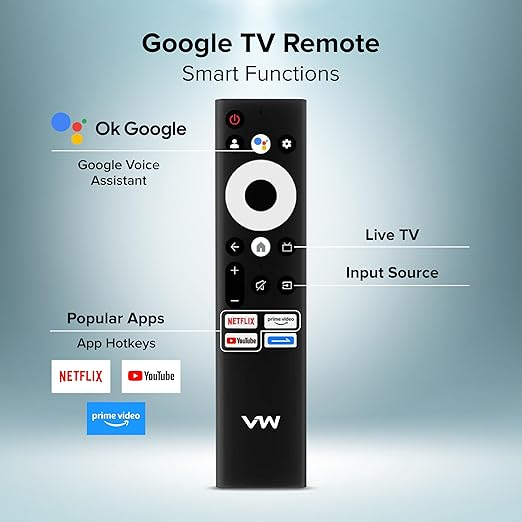 Google TV Remote
Smart Functions
Ok Google
Google Voice
Assistant
Live TV
Input Source
+
–
Popular Apps
App Hotkeys
NETFLIX
prime video
YouTube
NETFLIX
YouTube
prime video
VW